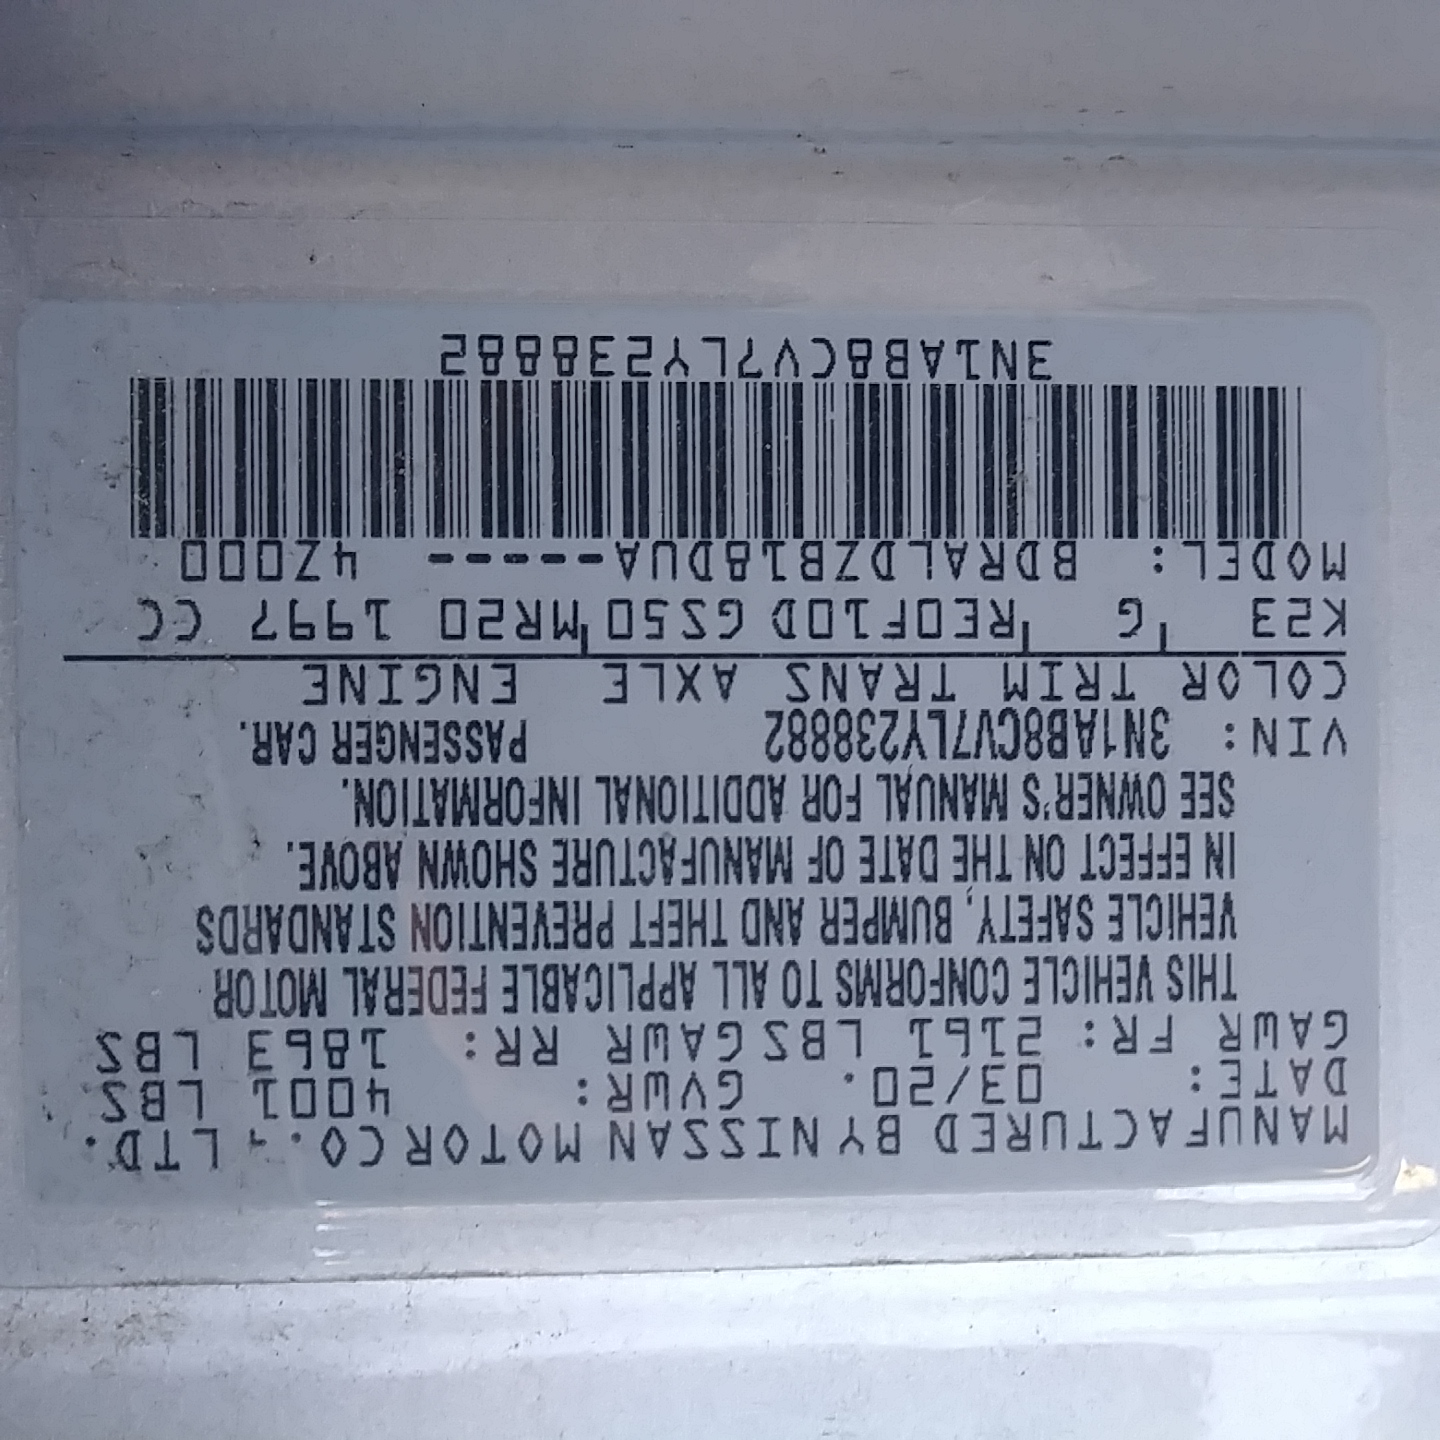 MANUFACTURED BY NISSAN MOTOR CO., LTD.
DATE: 03/20. GVWR: 4001 LBS
GAWR FR: 2161 LBS GAWR RR: 1863 LBS
THIS VEHICLE CONFORMS TO ALL APPLICABLE FEDERAL MOTOR
VEHICLE SAFETY, BUMPER AND THEFT PREVENTION STANDARDS
IN EFFECT ON THE DATE OF MANUFACTURE SHOWN ABOVE.
SEE OWNER'S MANUAL FOR ADDITIONAL INFORMATION.
VIN: 3N1AB8CV7LY238882 PASSENGER CAR.
COLOR TRIM TRANS AXLE ENGINE
K23 G RE0F10D GS50 MR20 1997 CC
MODEL: BDRALDZB18DUA----- 4Z000
3N1AB8CV7LY238882